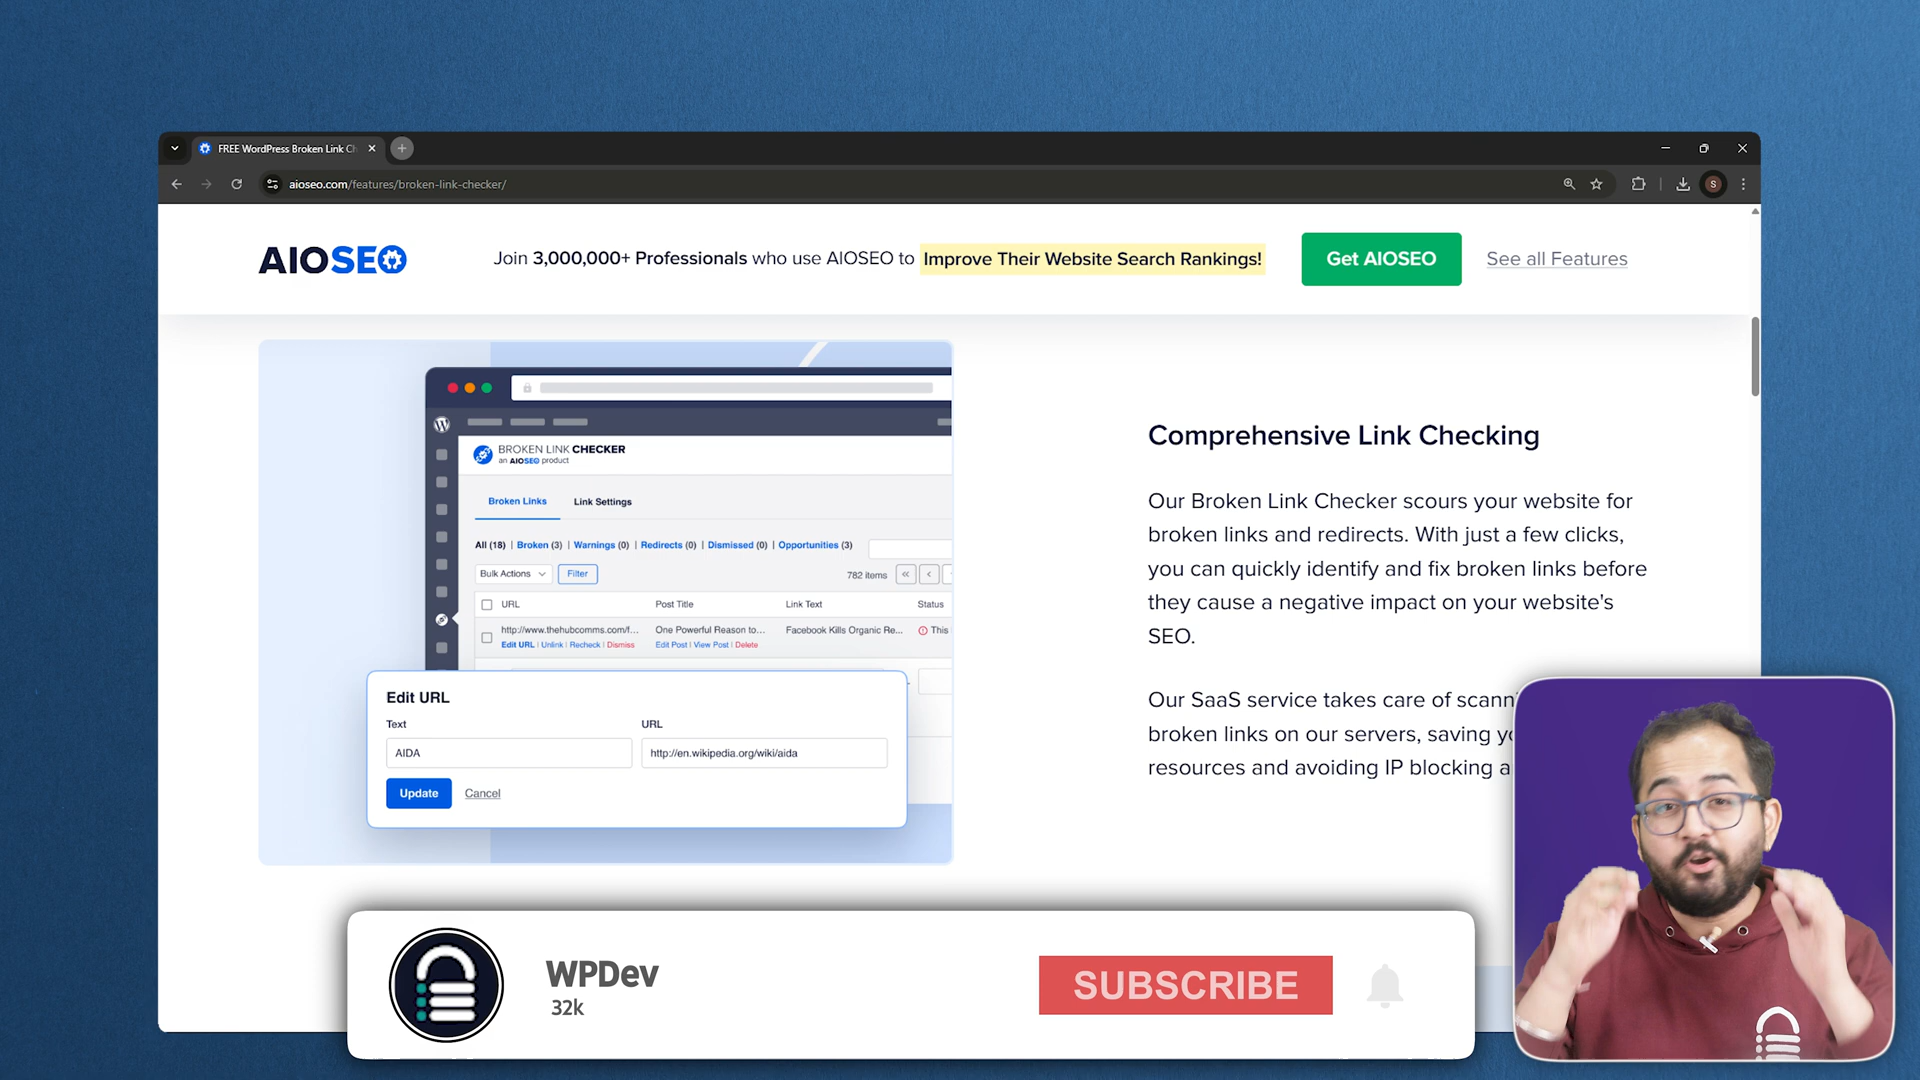 FREE WordPress Broken Link Ch
aioseo.com/features/broken-link-checker/
S
AIOSEO
Join 3,000,000+ Professionals who use AIOSEO to Improve Their Website Search Rankings!
Get AIOSEO
See all Features
BROKEN LINK CHECKER
an AIOSEO product
Broken Links
Link Settings
All (18) | Broken (3) | Warnings (0) | Redirects (0) | Dismissed (0) | Opportunities (3)
Bulk Actions
Filter
782 items
URL
Post Title
Link Text
Status
http://www.thehubcomms.com/f...
One Powerful Reason to...
Facebook Kills Organic Re...
This
Edit URL | Unlink | Recheck | Dismiss
Edit Post | View Post | Delete
Edit URL
Text
URL
AIDA
http://en.wikipedia.org/wiki/aida
Update
Cancel
Comprehensive Link Checking
Our Broken Link Checker scours your website for
broken links and redirects. With just a few clicks,
you can quickly identify and fix broken links before
they cause a negative impact on your website's
SEO.
Our SaaS service takes care of scann
broken links on our servers, saving yo
resources and avoiding IP blocking a
WPDev
32k
SUBSCRIBE